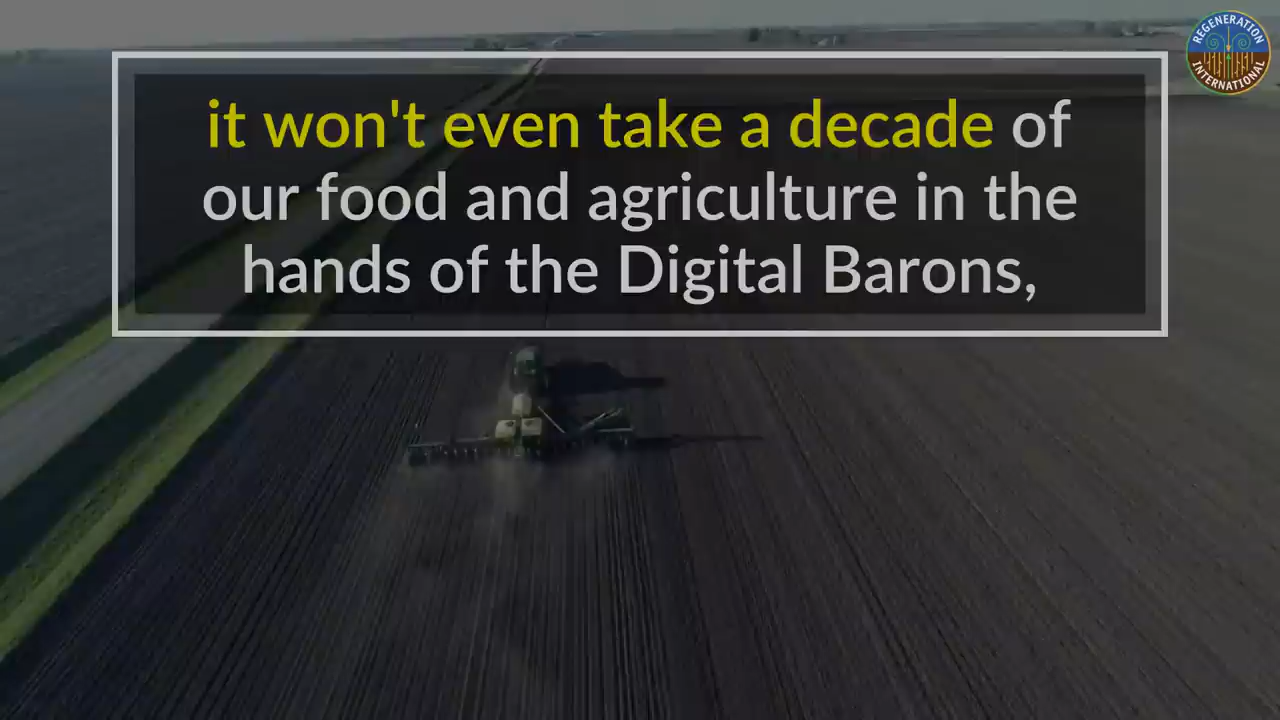 REGENERATION
INTERNATIONAL
it won't even take a decade of
our food and agriculture in the
hands of the Digital Barons,